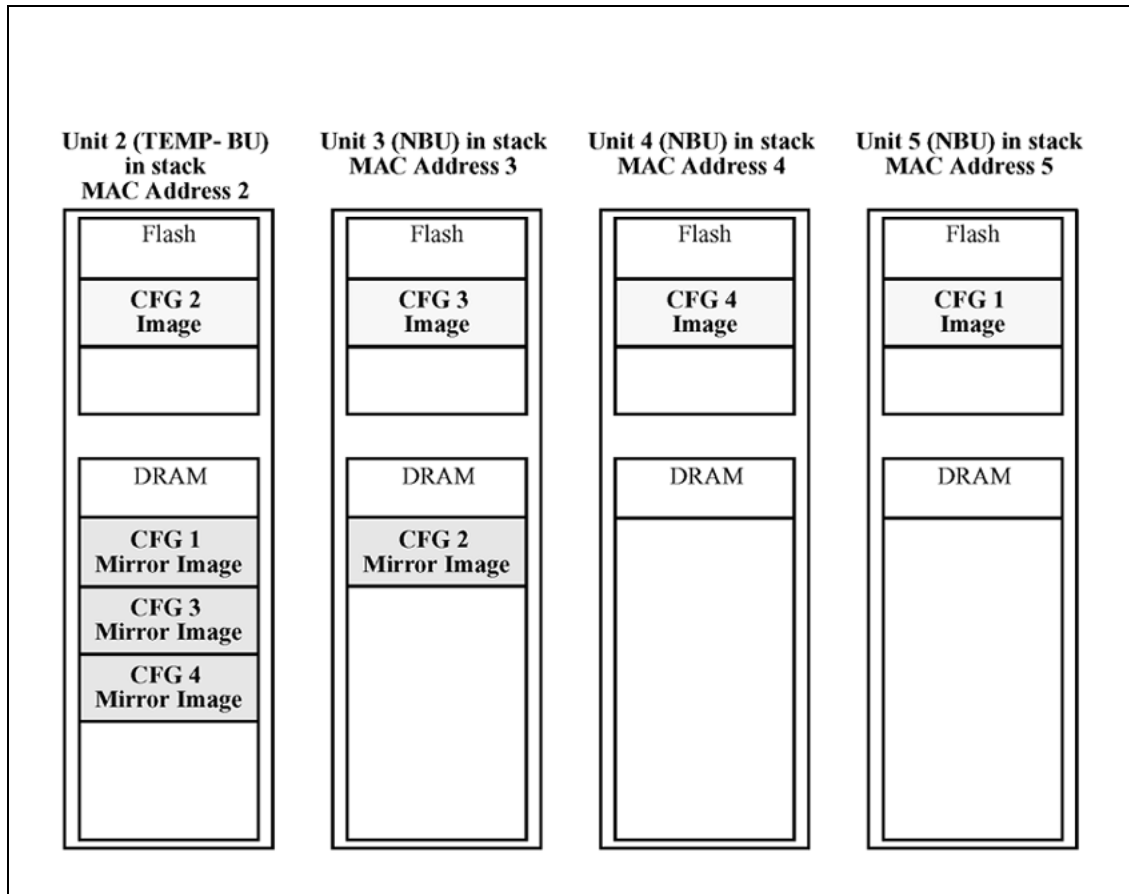 Unit 2 (TEMP- BU)
in stack
MAC Address 2
Flash
CFG 2
Image
DRAM
CFG 1
Mirror Image
CFG 3
Mirror Image
CFG 4
Mirror Image
Unit 3 (NBU) in stack
MAC Address 3
Flash
CFG 3
Image
DRAM
CFG 2
Mirror Image
Unit 4 (NBU) in stack
MAC Address 4
Flash
CFG 4
Image
DRAM
Unit 5 (NBU) in stack
MAC Address 5
Flash
CFG 1
Image
DRAM